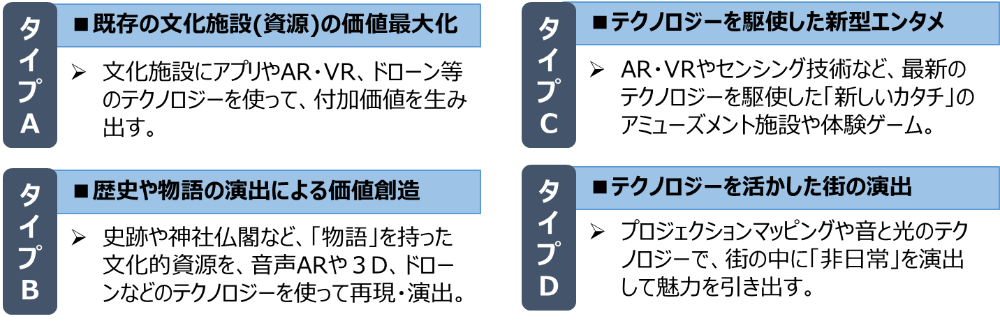 タイプA
■既存の文化施設(資源)の価値最大化
➢ 文化施設にアプリやAR・VR、ドローン等
のテクノロジーを使って、付加価値を生み
出す。
タイプB
■歴史や物語の演出による価値創造
➢ 史跡や神社仏閣など、「物語」を持った
文化的資源を、音声ARや３D、ドロー
ンなどのテクノロジーを使って再現・演出。
タイプC
■テクノロジーを駆使した新型エンタメ
➢ AR・VRやセンシング技術など、最新の
テクノロジーを駆使した「新しいカタチ」の
アミューズメント施設や体験ゲーム。
タイプD
■テクノロジーを活かした街の演出
➢ プロジェクションマッピングや音と光のテク
ノロジーで、街の中に「非日常」を演出
して魅力を引き出す。